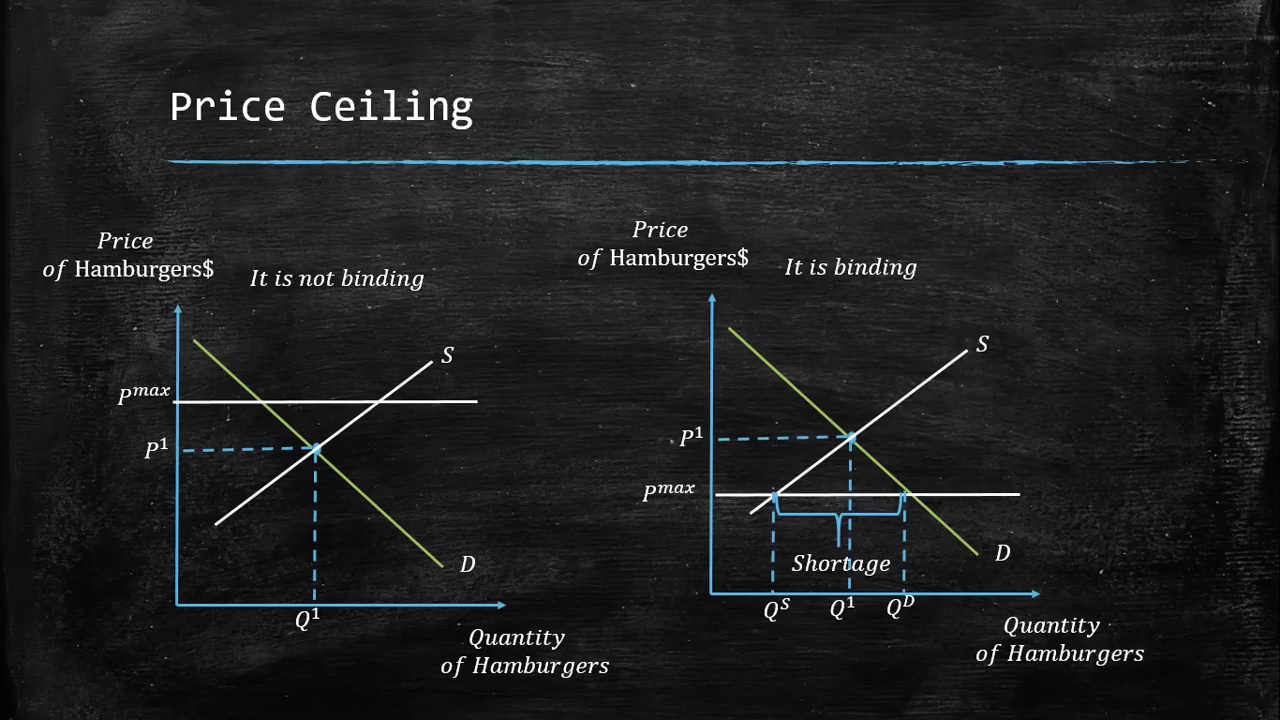 Price Ceiling
Price
of Hamburgers$
It is not binding
S
P^max
P^1
D
Q^1
Quantity
of Hamburgers
Price
of Hamburgers$
It is binding
S
P^1
P^max
Shortage
D
Q^S Q^1 Q^D
Quantity
of Hamburgers